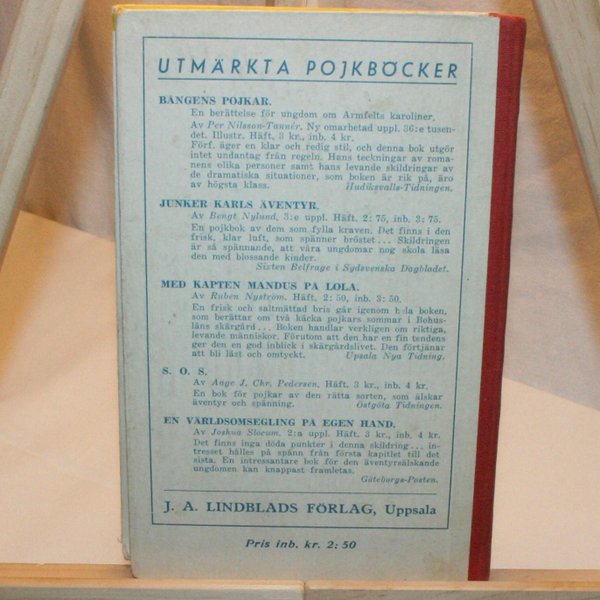 UTMÄRKTA POJKBÖCKER
BANGENS POJKAR.
En berättelse för ungdom om Armfelts karoliner.
Av Per Nilsson-Tannér. Ny omarbetad uppl. 36:e tusen-
det. Illustr. Häft. 3 kr., inb. 4 kr.
Förf. äger en klar och redig stil, och denna bok utgör
intet undantag från regeln. Hans teckningar av roma-
nens olika personer samt hans levande skildringar av
de dramatiska situationer, som boken är rik på, äro
av högsta klass. Hudiksvalls-Tidningen.
JUNKER KARLS ÄVENTYR.
Av Bengt Nylund. 3:e uppl. Häft. 2: 75, inb. 3: 75.
En pojkbok av dem som fylla kraven. Det finns i den
frisk, klar luft, som spänner bröstet... Skildringen
är så spännande, att våra ungdomar nog skola läsa
den med blossande kinder.
Sixten Belfrage i Sydsvenska Dagbladet.
MED KAPTEN MANDUS PÅ LOLA.
Av Ruben Nyström. Häft. 2: 50, inb. 3: 50.
En frisk och saltmättad bris går igenom hela boken,
som berättar om två käcka pojkars sommar i Bohus-
läns skärgård... Boken handlar verkligen om riktiga,
levande människor. Förutom att den har en fin tendens
ger den en god inblick i skärgårdslivet. Den förtjänar
att bli läst och omtyckt. Upsala Nya Tidning.
S. O. S.
Av Aage J. Chr. Pedersen. Häft. 3 kr., inb. 4 kr.
En bok för pojkar av den rätta sorten, som älskar
äventyr och spänning. Östgöta Tidningen.
EN VÄRLDSOMSEGLING PÅ EGEN HAND.
Av Joshua Slocum. 2:a uppl. Häft. 3 kr., inb. 4 kr.
Det finns inga döda punkter i denna skildring... in-
tresset hålles på spänn från första kapitlet till det
sista. En intressantare bok för den äventyrsälskande
ungdomen kan knappast framletas.
Göteborgs-Posten.
J. A. LINDBLADS FÖRLAG, Uppsala
Pris inb. kr. 2: 50